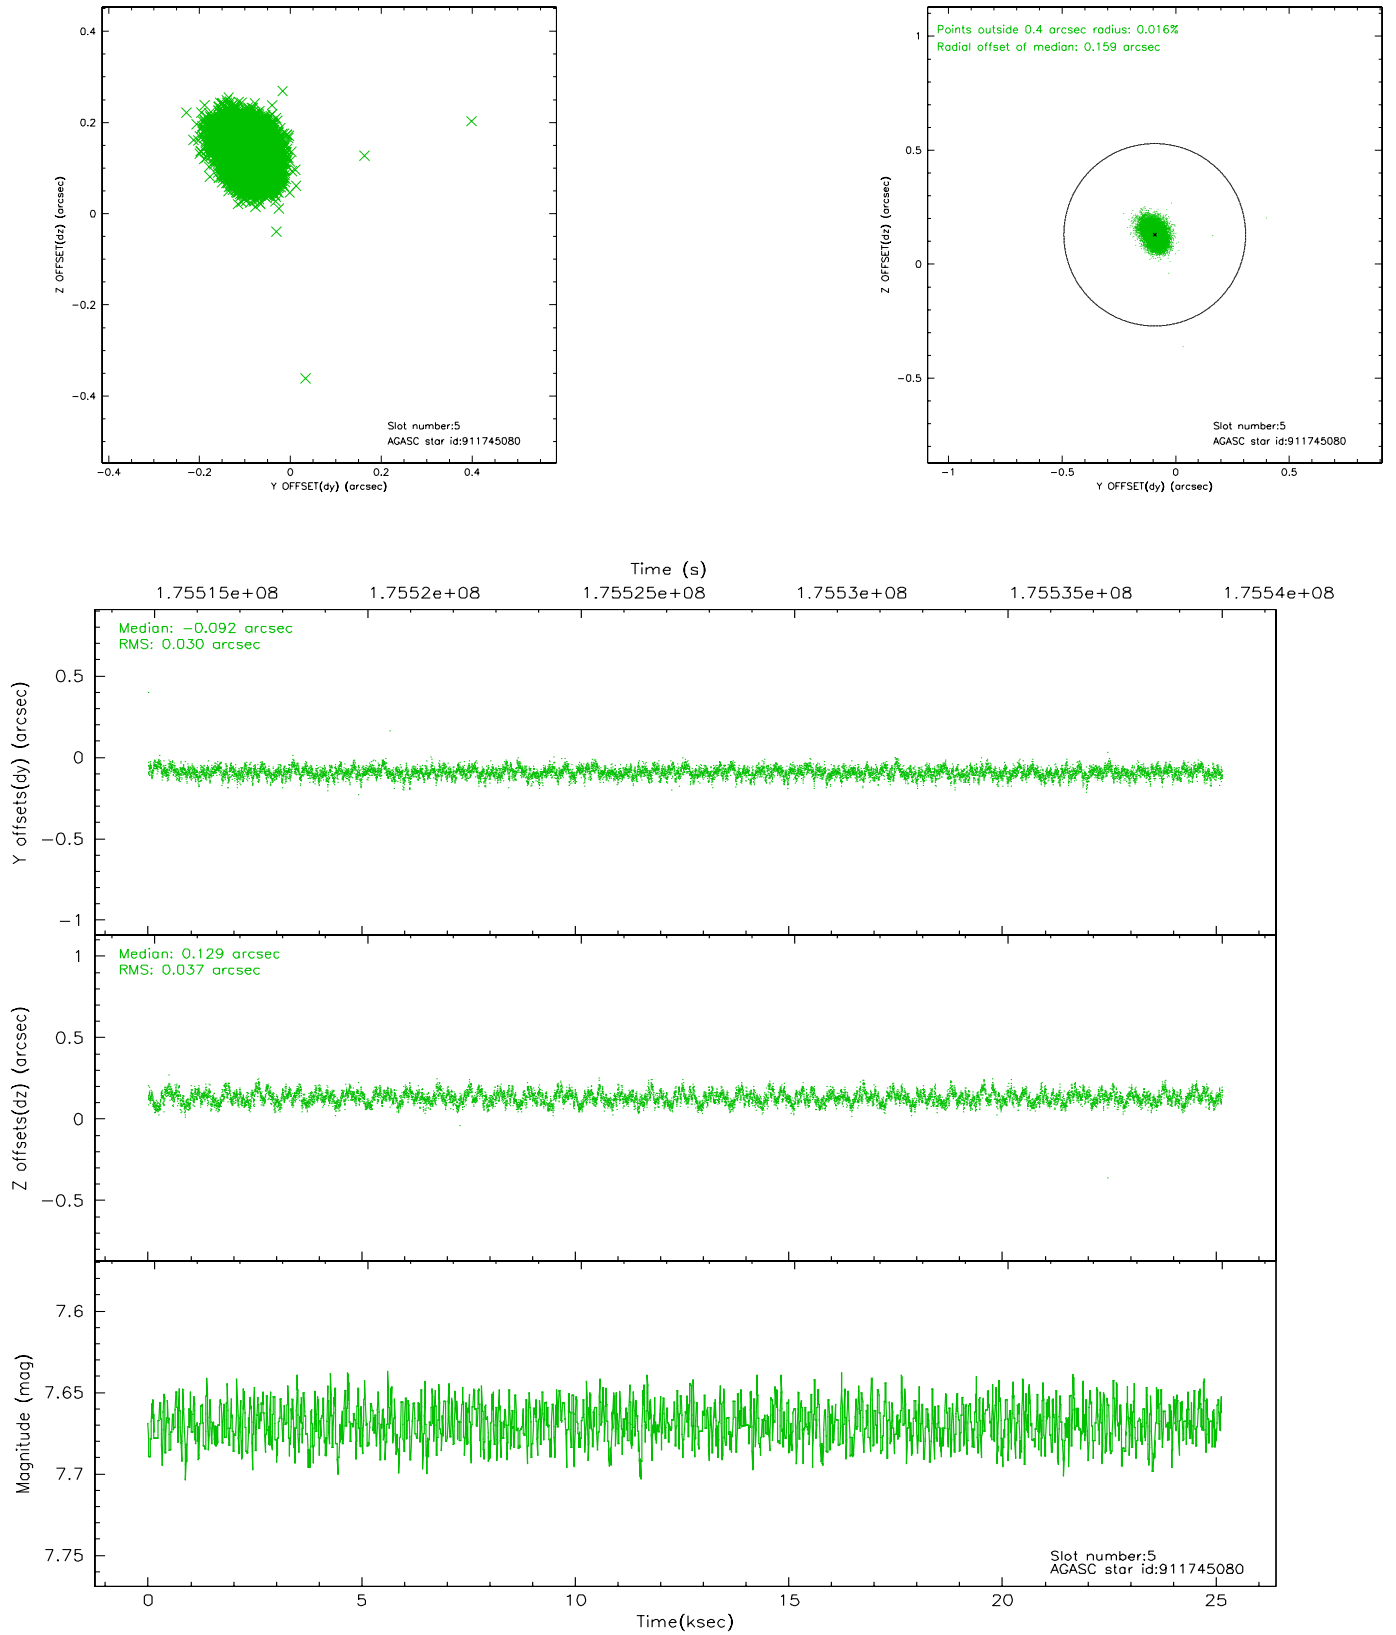 0.4
0.2
0
−0.2
−0.4
Z OFFSET(dz) (arcsec)
Slot number:5
AGASC star id:911745080
−0.4 −0.2 0 0.2 0.4
Y OFFSET(dy) (arcsec)
Points outside 0.4 arcsec radius: 0.016%
Radial offset of median: 0.159 arcsec
1
0.5
0
−0.5
Z OFFSET(dz) (arcsec)
Slot number:5
AGASC star id:911745080
−1 −0.5 0 0.5
Y OFFSET(dy) (arcsec)
Time (s)
1.75515e+08 1.7552e+08 1.75525e+08 1.7553e+08 1.75535e+08 1.7554e+08
Median: −0.092 arcsec
RMS: 0.030 arcsec
0.5
0
−0.5
−1
Y offsets(dy) (arcsec)
Median: 0.129 arcsec
RMS: 0.037 arcsec
1
0.5
0
−0.5
Z offsets(dz) (arcsec)
7.6
7.65
7.7
7.75
Magnitude (mag)
Slot number:5
AGASC star id:911745080
0 5 10 15 20 25
Time(ksec)